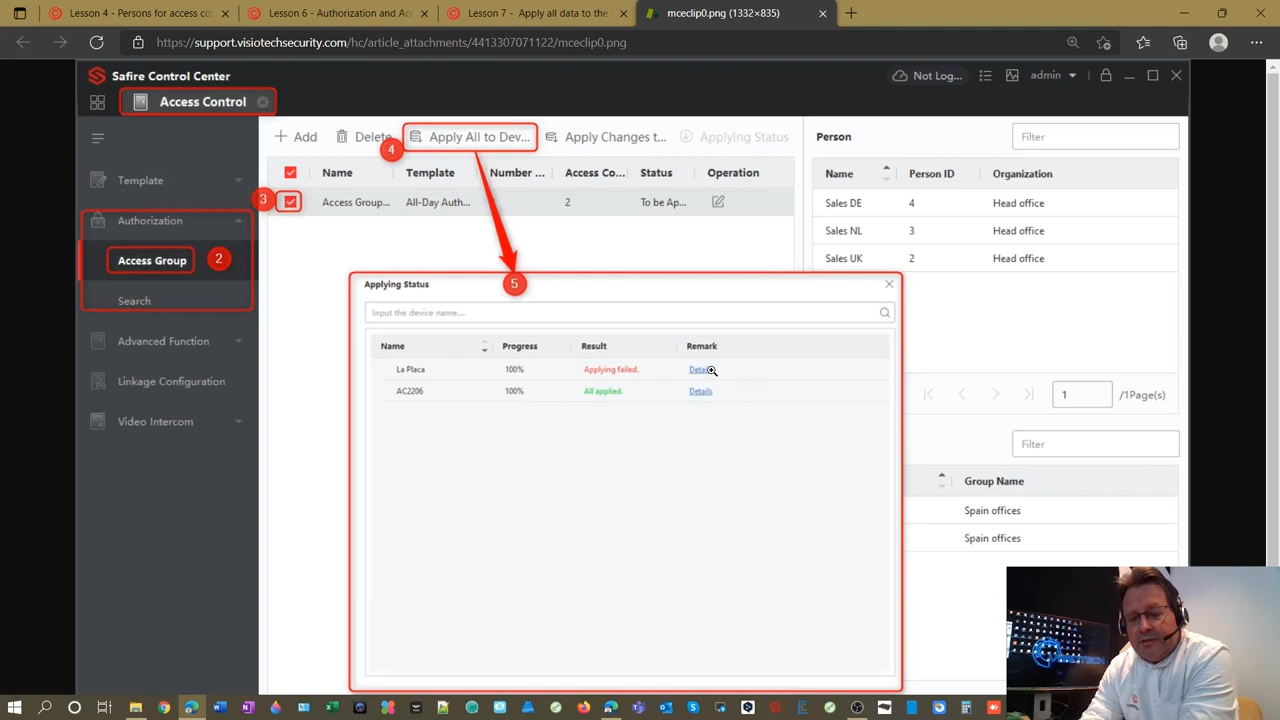 Lesson 4 - Persons for access co
Lesson 6 - Authorization and Acc
Lesson 7 - Apply all data to the
mceclip0.png (1332×835)
https://support.visiotechsecurity.com/hc/article_attachments/4413307071122/mceclip0.png
Safire Control Center
Not Log...
admin
Access Control
Template
Authorization
Access Group
2
Search
Advanced Function
Linkage Configuration
Video Intercom
Add
Delete
4
Apply All to Dev...
Apply Changes t...
Applying Status
Name Template Number ... Access Co... Status Operation
3
Access Group... All-Day Auth... 2 To be Ap...
5
Applying Status
Input the device name...
Name Progress Result Remark
La Placa 100% Applying failed. Details
AC2206 100% All applied. Details
Person
Filter
Name Person ID Organization
Sales DE 4 Head office
Sales NL 3 Head office
Sales UK 2 Head office
1 /1Page(s)
Filter
Group Name
Spain offices
Spain offices